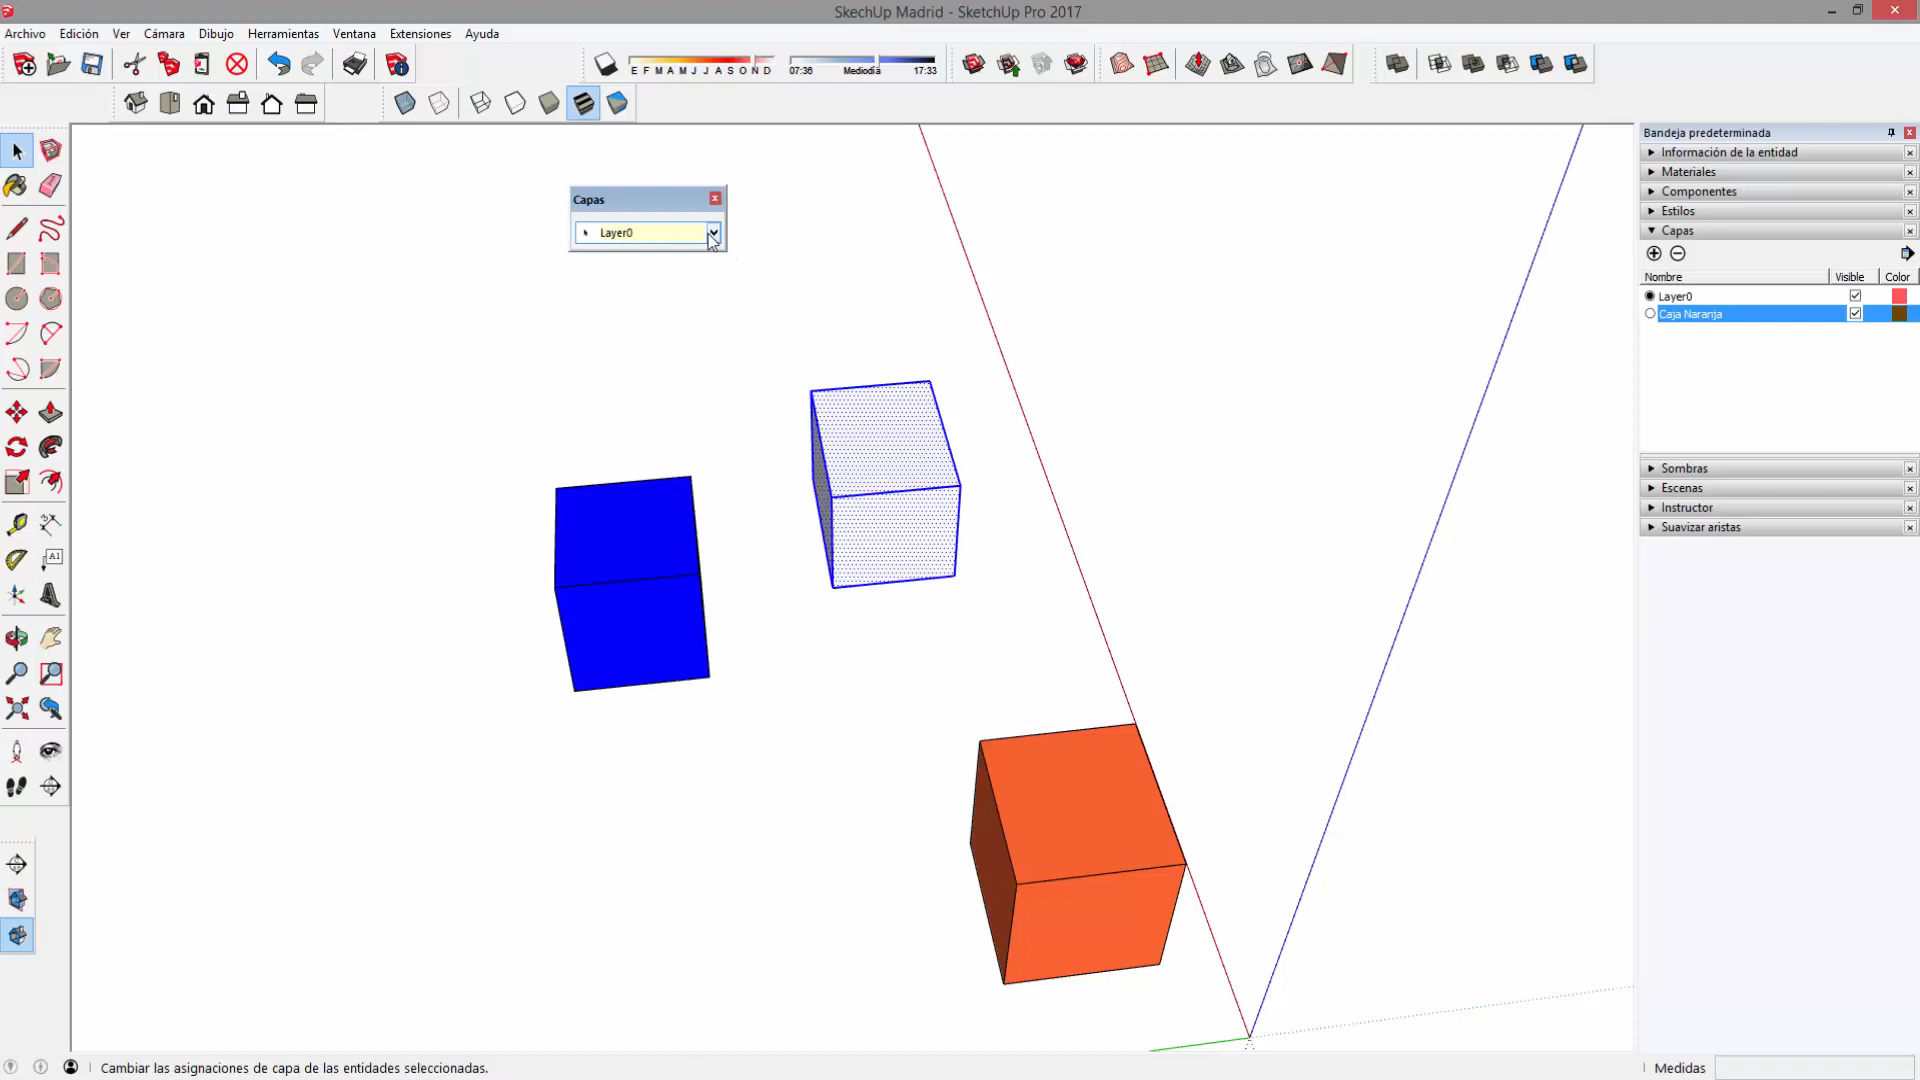 SkechUp Madrid - SketchUp Pro 2017
Archivo Edición Ver Cámara Dibujo Herramientas Ventana Extensiones Ayuda
E F M A M J J A S O N D
07:36 Mediodía 17:33
Bandeja predeterminada
Información de la entidad
Materiales
Componentes
Estilos
Capas
Nombre Visible Color
Layer0
Caja Naranja
Sombras
Escenas
Instructor
Suavizar aristas
Capas
Layer0
A1
Cambiar las asignaciones de capa de las entidades seleccionadas.
Medidas